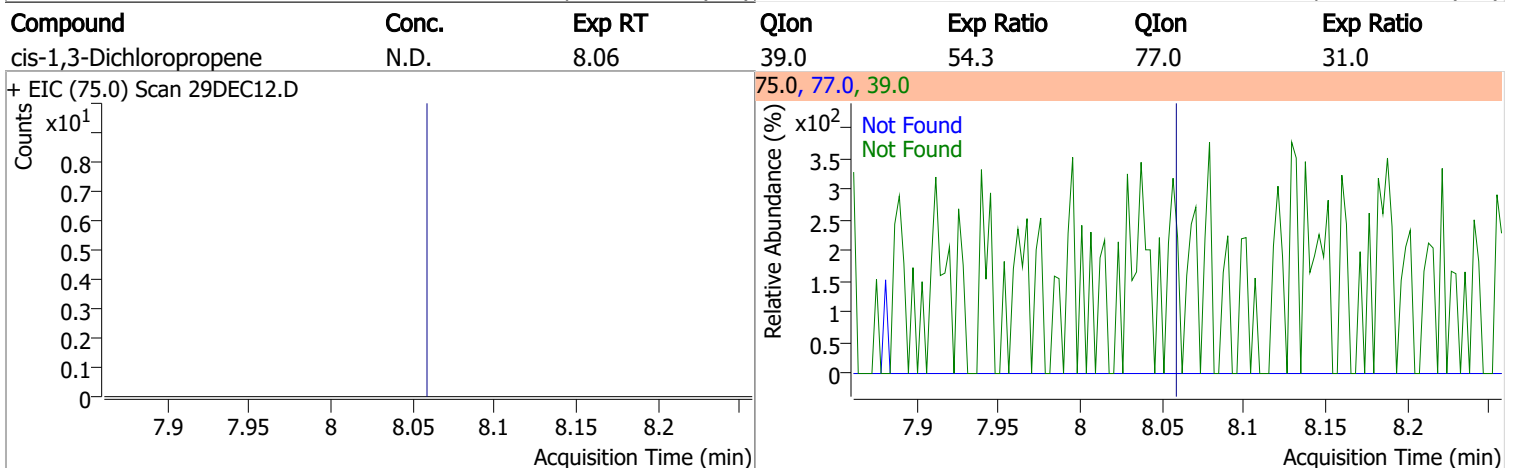 Compound Conc. Exp RT QIon Exp Ratio QIon Exp Ratio
cis-1,3-Dichloropropene N.D. 8.06 39.0 54.3 77.0 31.0
+ EIC (75.0) Scan 29DEC12.D
Counts
x10¹
0.8
0.7
0.6
0.5
0.4
0.3
0.2
0.1
0
7.9 7.95 8 8.05 8.1 8.15 8.2
Acquisition Time (min)
75.0, 77.0, 39.0
Relative Abundance (%)
x10²
Not Found
Not Found
3.5
3
2.5
2
1.5
1
0.5
0
7.9 7.95 8 8.05 8.1 8.15 8.2
Acquisition Time (min)